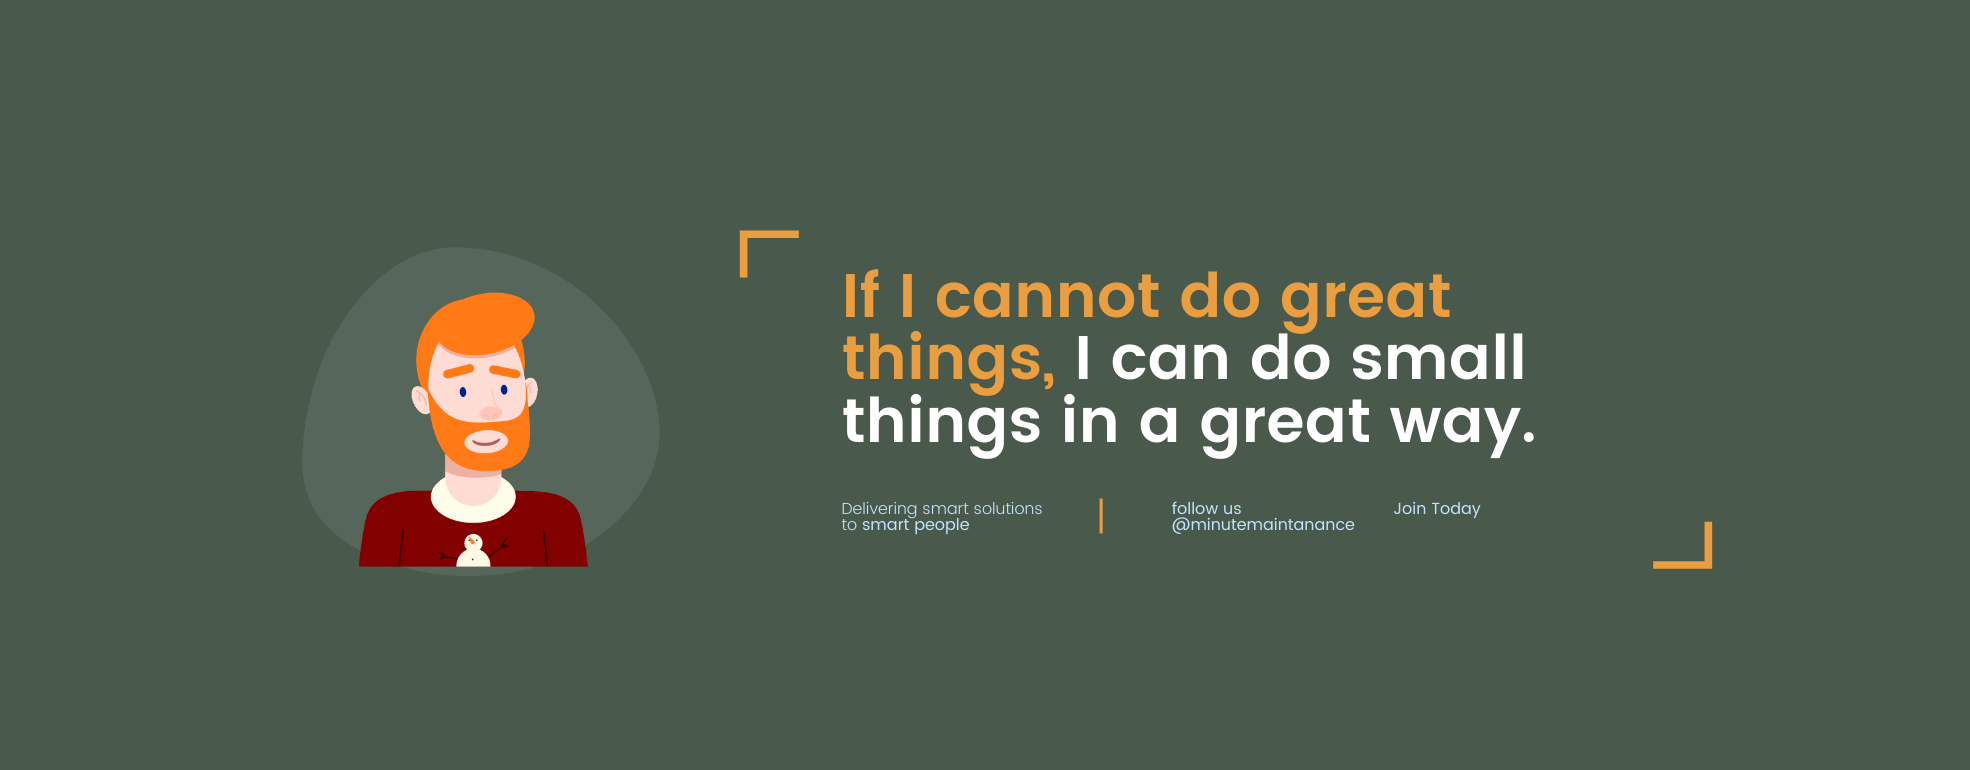 If I cannot do great
things, I can do small
things in a great way.
Delivering smart solutions
to smart people
follow us
@minutemaintanance
Join Today